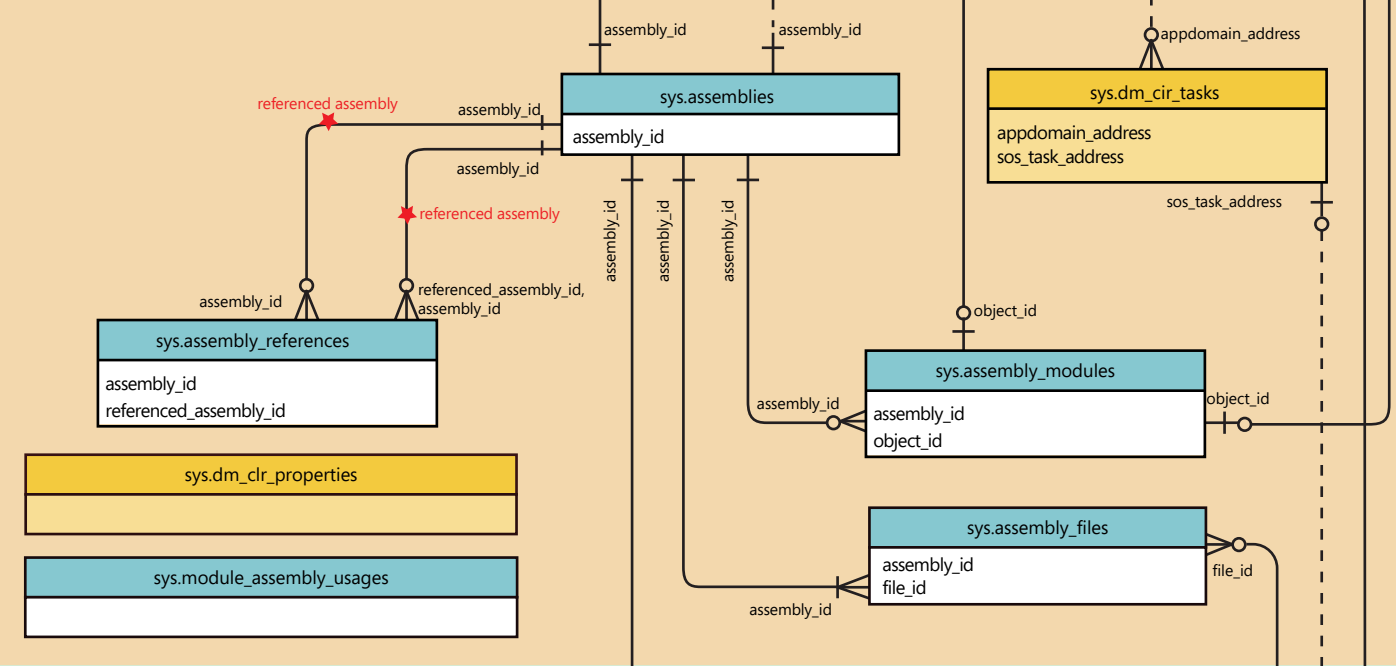 assembly_id
assembly_id
appdomain_address
sys.assemblies
assembly_id
sys.dm_cir_tasks
appdomain_address
sos_task_address
referenced assembly
assembly_id
assembly_id
referenced assembly
sos_task_address
assembly_id
assembly_id
assembly_id
assembly_id
referenced_assembly_id,
assembly_id
object_id
sys.assembly_references
assembly_id
referenced_assembly_id
sys.assembly_modules
assembly_id
object_id
assembly_id
object_id
sys.dm_clr_properties
sys.assembly_files
assembly_id
file_id
file_id
sys.module_assembly_usages
assembly_id